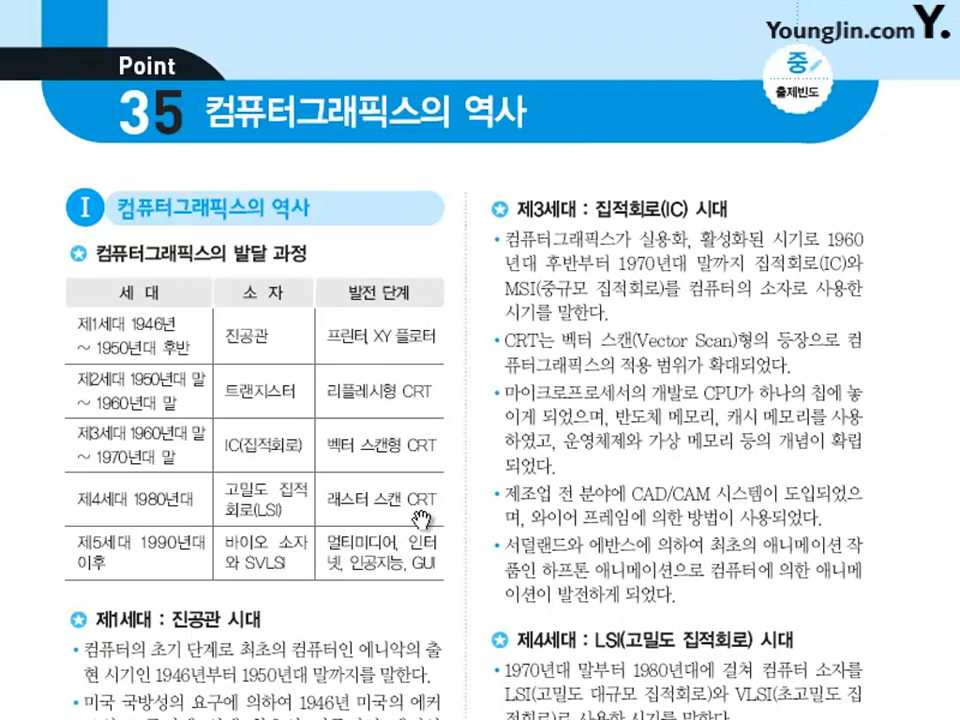 YoungJin.com Y.
Point
중
출제빈도
35 컴퓨터그래픽스의 역사
I 컴퓨터그래픽스의 역사
컴퓨터그래픽스의 발달 과정
세 대 소 자 발전 단계
제1세대 1946년
~ 1950년대 후반
진공관
프린터, XY 플로터
제2세대 1950년대 말
~ 1960년대 말
트랜지스터
리플레시형 CRT
제3세대 1960년대 말
~ 1970년대 말
IC(집적회로)
벡터 스캔형 CRT
제4세대 1980년대
고밀도 집적
회로(LSI)
래스터 스캔 CRT
제5세대 1990년대
이후
바이오 소자
와 SVLSI
멀티미디어, 인터
넷, 인공지능, GUI
제1세대 : 진공관 시대
• 컴퓨터의 초기 단계로 최초의 컴퓨터인 에니악의 출
현 시기인 1946년부터 1950년대 말까지를 말한다.
• 미국 국방성의 요구에 의하여 1946년 미국의 에커
제3세대 : 집적회로(IC) 시대
• 컴퓨터그래픽스가 실용화, 활성화된 시기로 1960
년대 후반부터 1970년대 말까지 집적회로(IC)와
MSI(중규모 집적회로)를 컴퓨터의 소자로 사용한
시기를 말한다.
• CRT는 벡터 스캔(Vector Scan)형의 등장으로 컴
퓨터그래픽스의 적용 범위가 확대되었다.
• 마이크로프로세서의 개발로 CPU가 하나의 칩에 놓
이게 되었으며, 반도체 메모리, 캐시 메모리를 사용
하였고, 운영체제와 가상 메모리 등의 개념이 확립
되었다.
• 제조업 전 분야에 CAD/CAM 시스템이 도입되었으
며, 와이어 프레임에 의한 방법이 사용되었다.
• 서덜랜드와 에반스에 의하여 최초의 애니메이션 작
품인 하프톤 애니메이션으로 컴퓨터에 의한 애니메
이션이 발전하게 되었다.
제4세대 : LSI(고밀도 집적회로) 시대
• 1970년대 말부터 1980년대에 걸쳐 컴퓨터 소자를
LSI(고밀도 대규모 집적회로)와 VLSI(초고밀도 집
적회로)로 사용한 시기를 말한다.